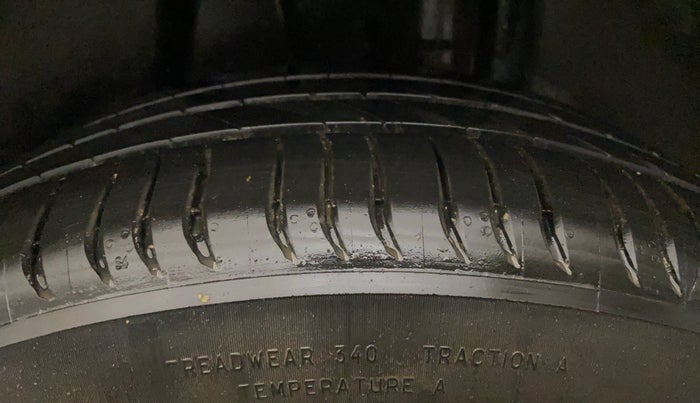 TREADWEAR 340 TRACTION A
TEMPERATURE A